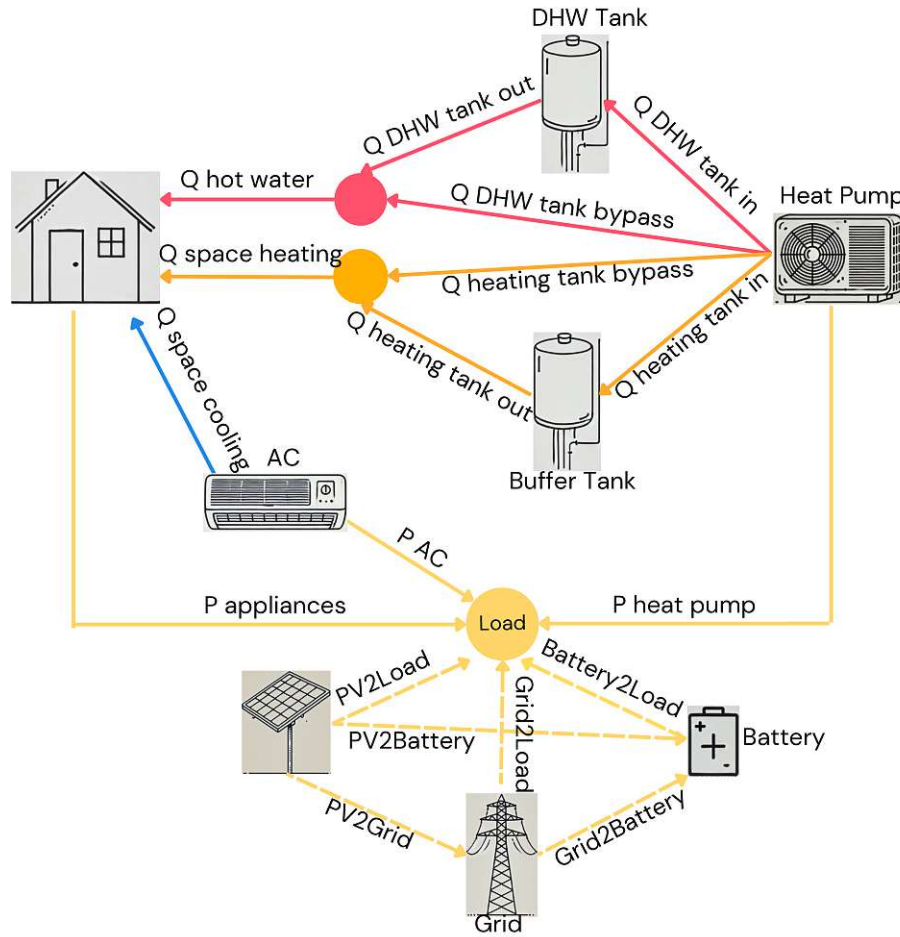 DHW Tank
Q DHW tank out
Q DHW tank in
Q hot water
Q DHW tank bypass
Heat Pump
Q space heating
Q heating tank bypass
Q heating tank in
Q heating tank out
Q space cooling
AC
Buffer Tank
P AC
P appliances
P heat pump
Load
PV2Load
Grid2Load
Battery2Load
PV2Battery
Battery
PV2Grid
Grid2Battery
Grid